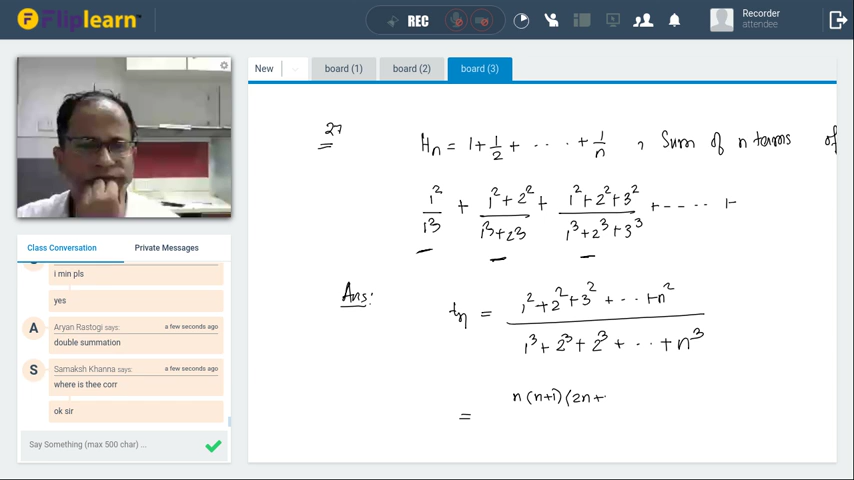 Fliplearn
REC
Recorder
attendee
New
board (1)
board (2)
board (3)
27
Hn = 1 + 1/2 + . . . . + 1/n , Sum of n terms of
1²/13 + 1²+2²/13+23 + 1²+2²+3²/1³+2³+3³ + - - - - +
Ans:
tn = 1²+2²+3²+ . . +n²/1³+2³+2³+ . . +n³
= n(n+1)(2n+
Class Conversation
Private Messages
i min pls
yes
A
Aryan Rastogi says:
a few seconds ago
double summation
S
Samaksh Khanna says:
a few seconds ago
where is thee corr
ok sir
Say Something (max 500 char) ...